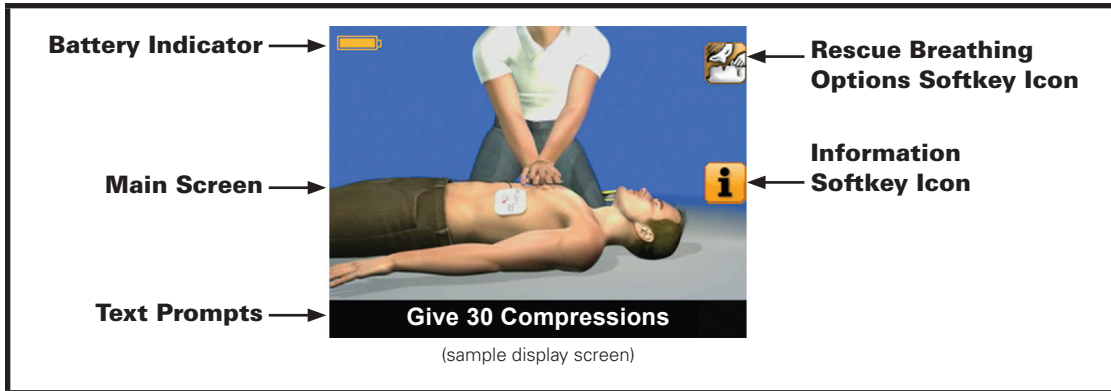 Battery Indicator
Rescue Breathing
Options Softkey Icon
Main Screen
Information
Softkey Icon
i
Text Prompts
Give 30 Compressions
(sample display screen)